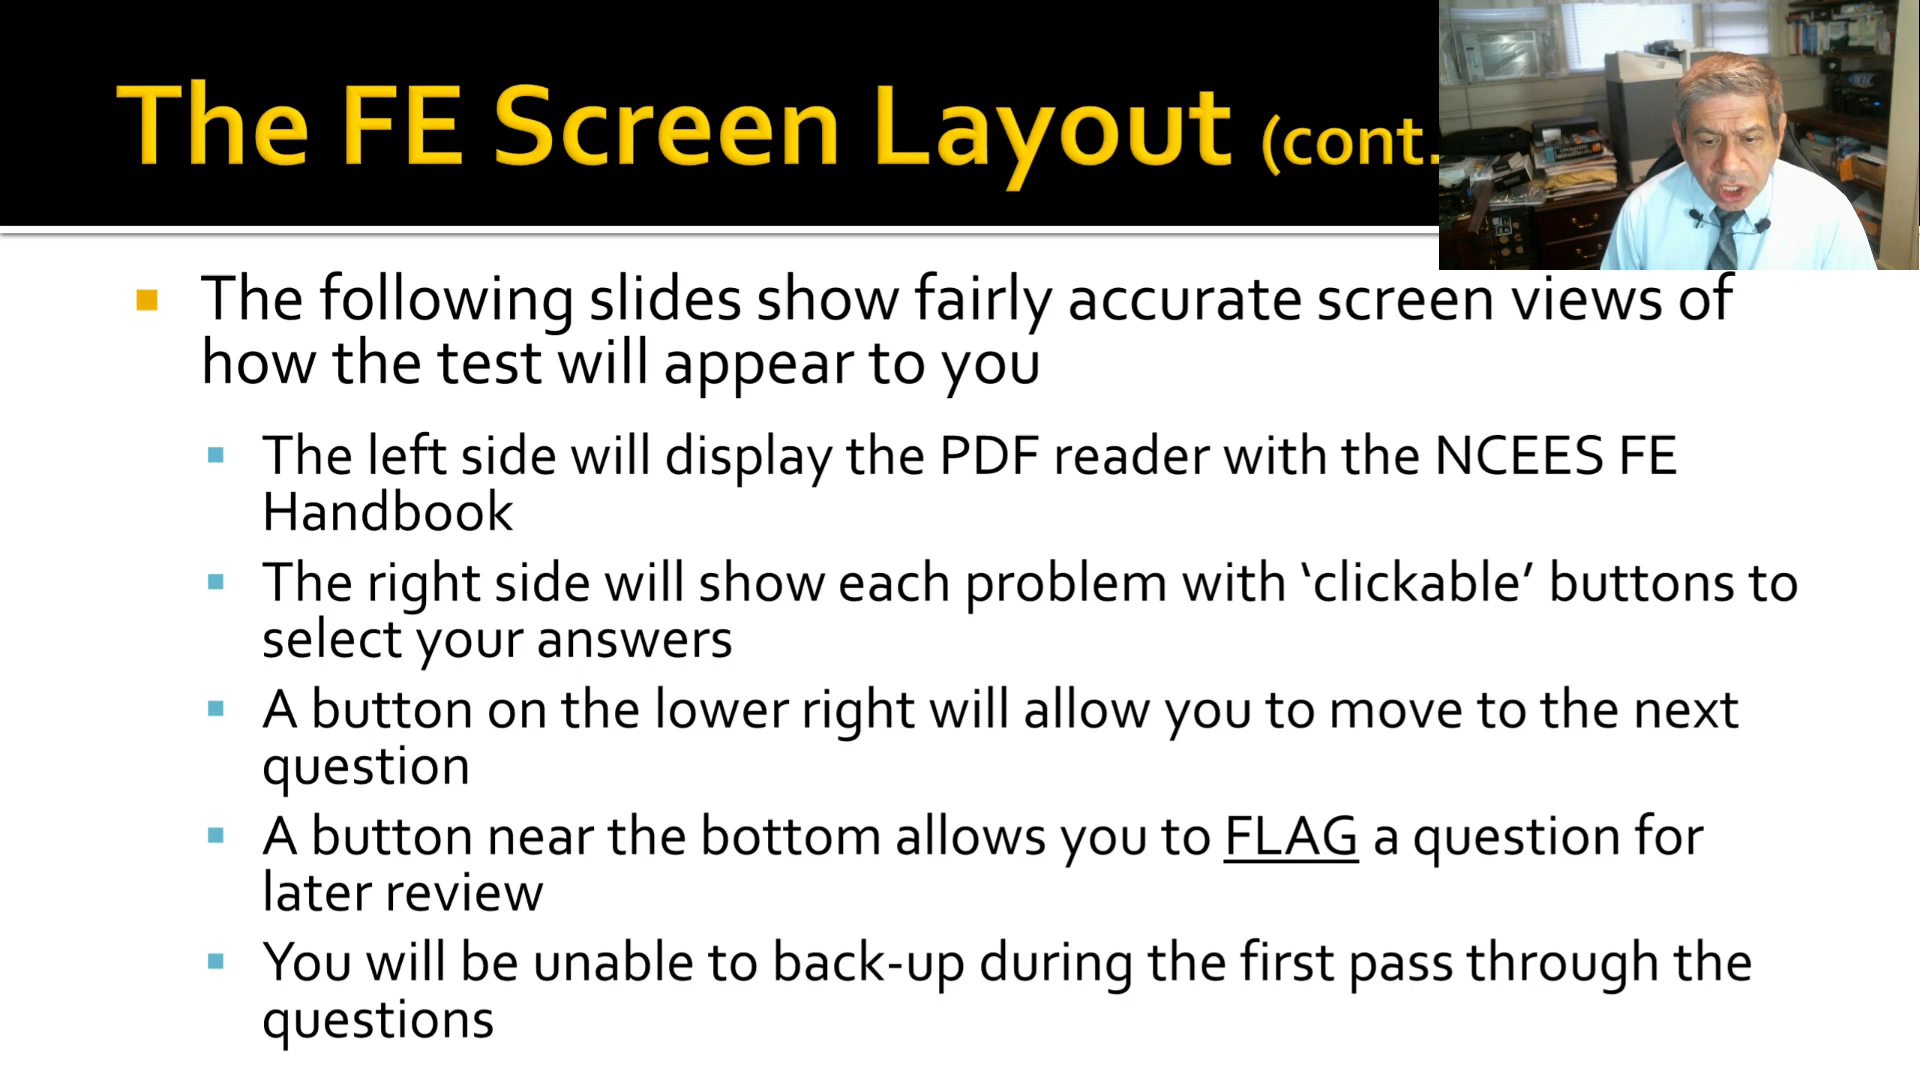 The FE Screen Layout (cont.
The following slides show fairly accurate screen views of
how the test will appear to you
The left side will display the PDF reader with the NCEES FE
Handbook
The right side will show each problem with ‘clickable’ buttons to
select your answers
A button on the lower right will allow you to move to the next
question
A button near the bottom allows you to FLAG a question for
later review
You will be unable to back-up during the first pass through the
questions